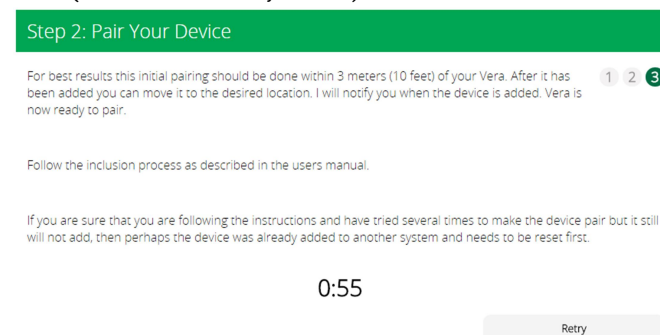 Step 2: Pair Your Device
For best results this initial pairing should be done within 3 meters (10 feet) of your Vera. After it has
been added you can move it to the desired location. I will notify you when the device is added. Vera is
now ready to pair.
1 2 3
Follow the inclusion process as described in the users manual.
If you are sure that you are following the instructions and have tried several times to make the device pair but it still
will not add, then perhaps the device was already added to another system and needs to be reset first.
0:55
Retry